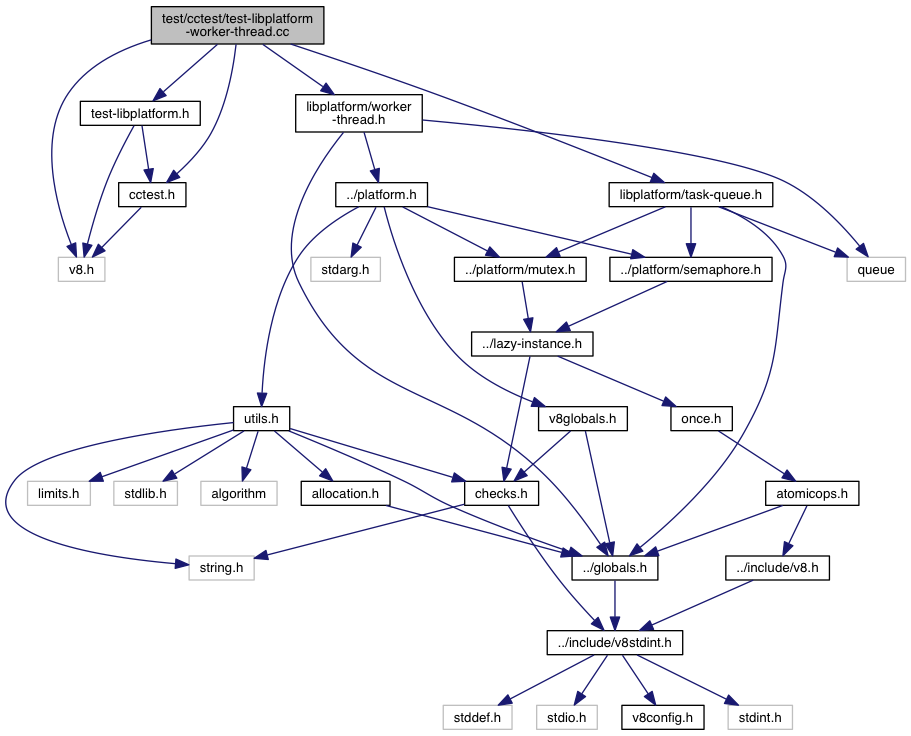 test/cctest/test-libplatform
-worker-thread.cc
test-libplatform.h
libplatform/worker
-thread.h
cctest.h
../platform.h
libplatform/task-queue.h
v8.h
stdarg.h
../platform/mutex.h
../platform/semaphore.h
queue
../lazy-instance.h
utils.h
v8globals.h
once.h
limits.h
stdlib.h
algorithm
allocation.h
checks.h
atomicops.h
string.h
../globals.h
../include/v8.h
../include/v8stdint.h
stddef.h
stdio.h
v8config.h
stdint.h